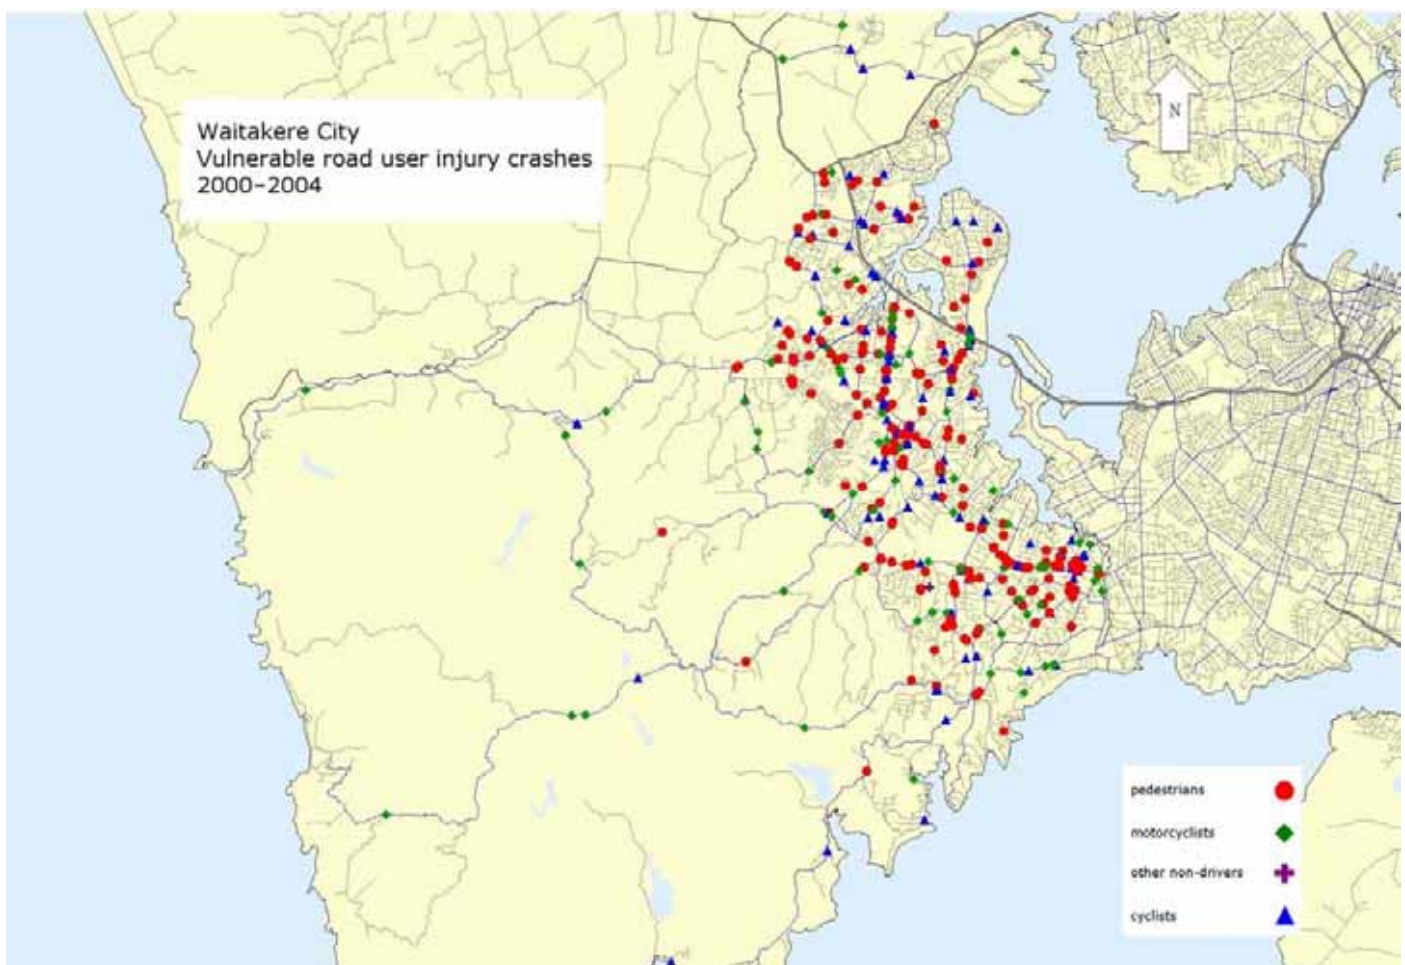 Waitakere City
Vulnerable road user injury crashes
2000–2004
N
pedestrians
motorcyclists
other non-drivers
cyclists